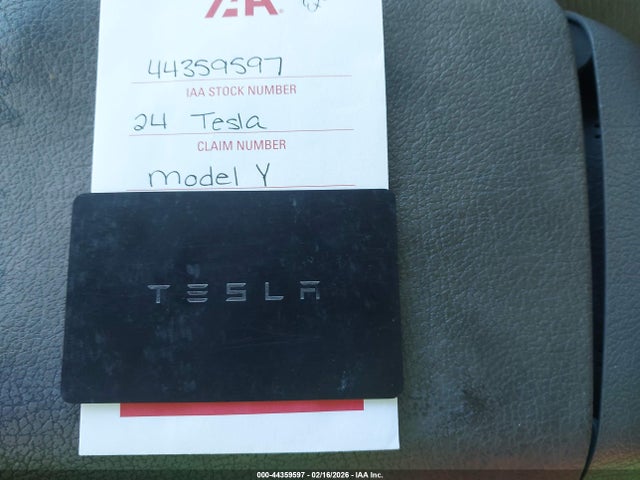 IAA
44359597
IAA STOCK NUMBER
24 Tesla
CLAIM NUMBER
Model Y
TESLA
000-44359597 - 02/16/2026 - IAA Inc.